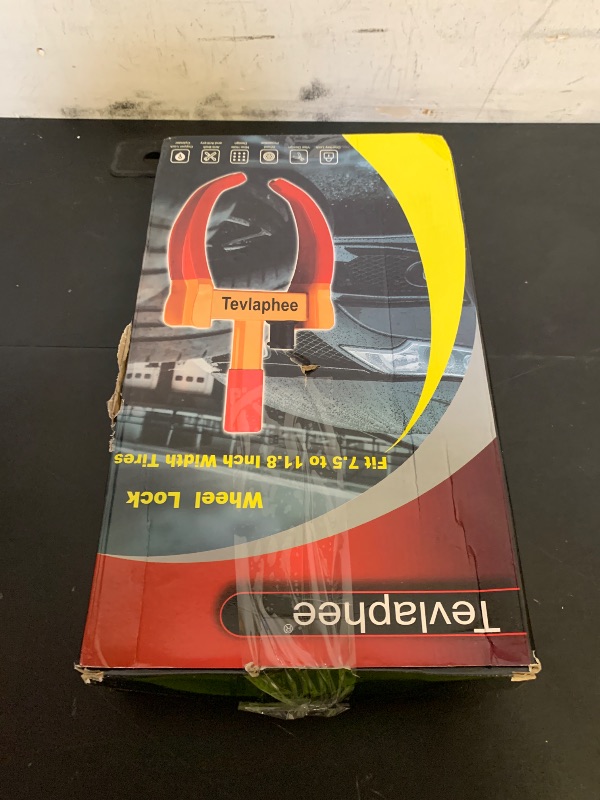 Tevlaphee®
Wheel Lock
Fit 7.5 to 11.8 Inch Width Tires
Tevlaphee